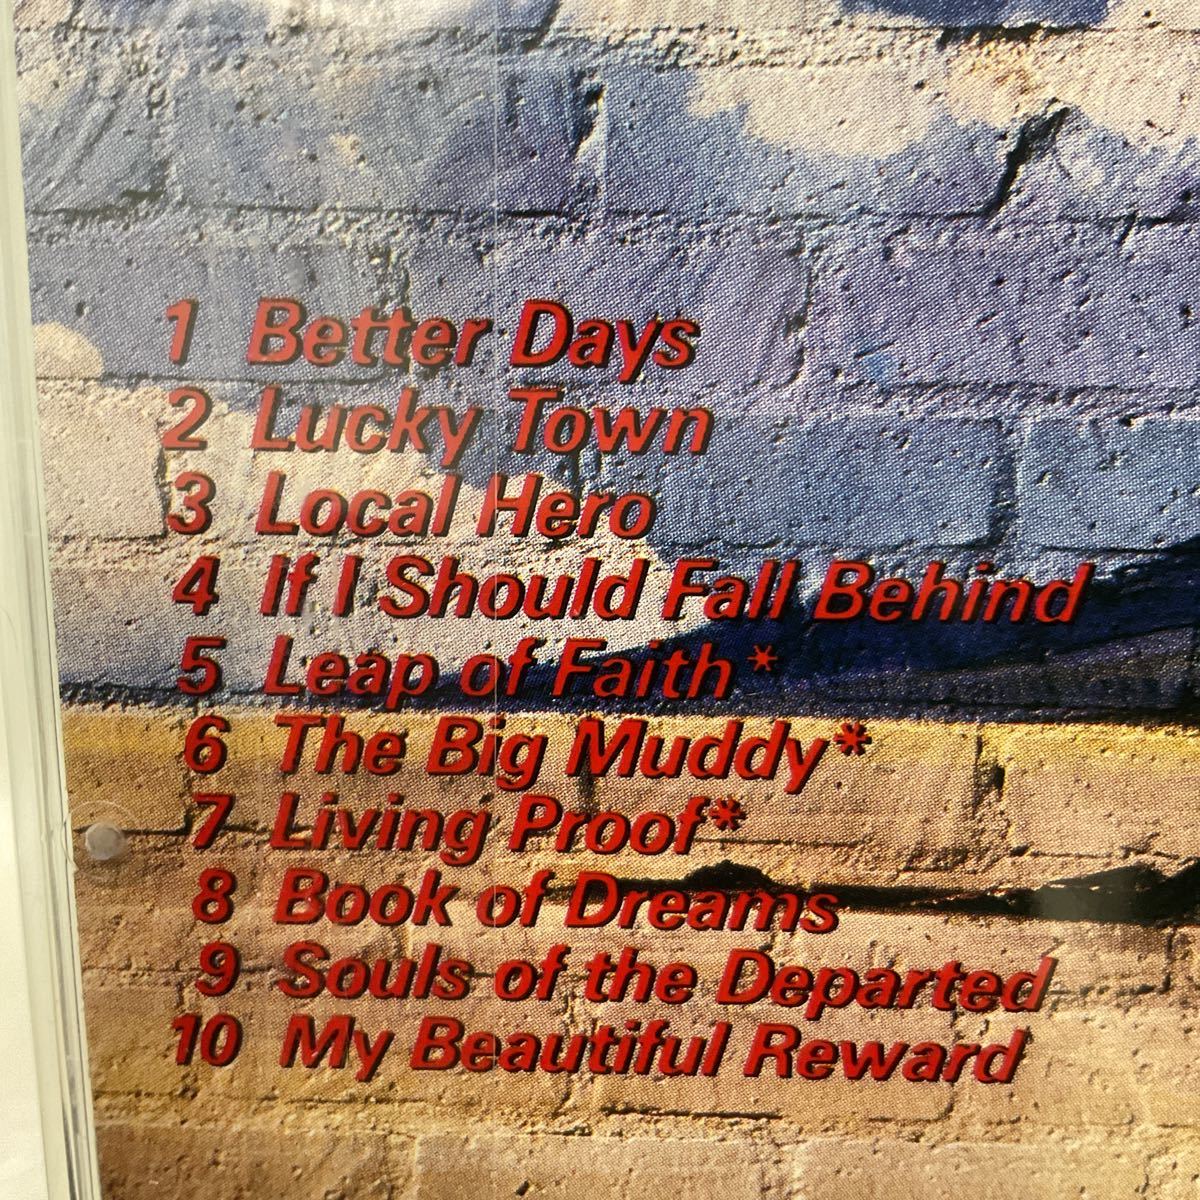 1 Better Days
2 Lucky Town
3 Local Hero
4 If I Should Fall Behind
5 Leap of Faith*
6 The Big Muddy*
7 Living Proof*
8 Book of Dreams
9 Souls of the Departed
10 My Beautiful Reward